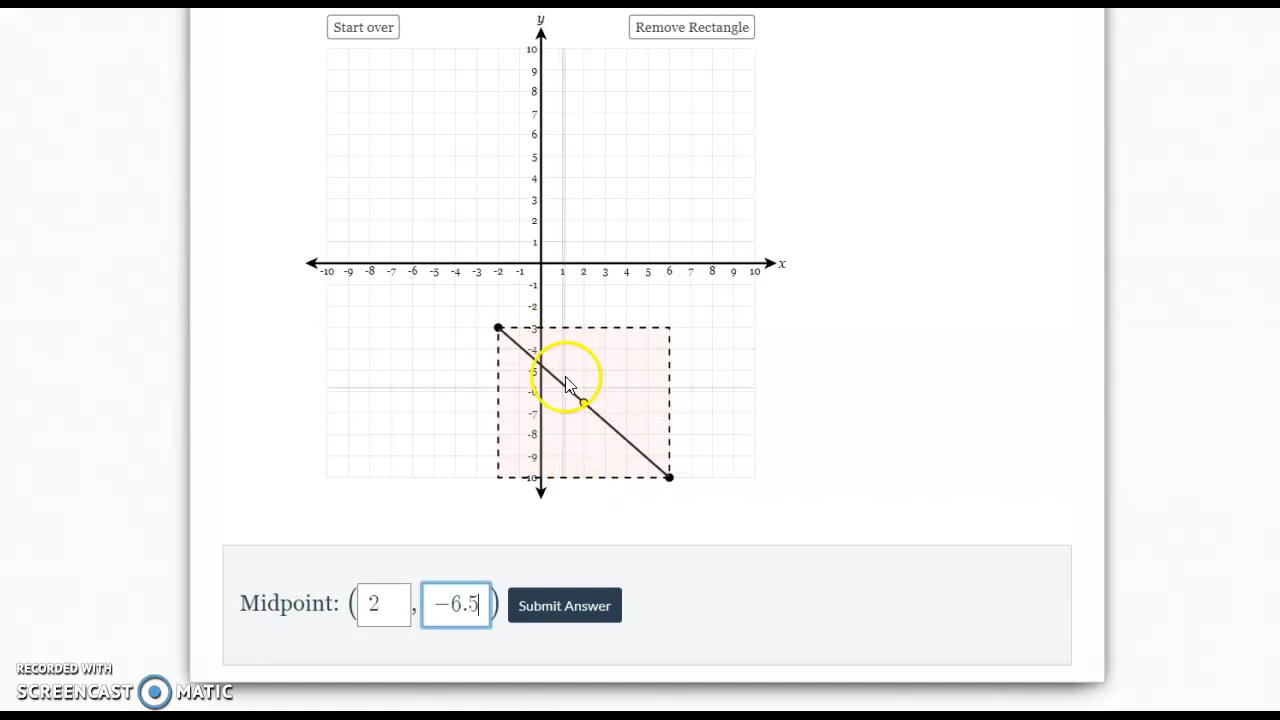 Start over
y
Remove Rectangle
10
9
8
7
6
5
4
3
2
1
-10 -9 -8 -7 -6 -5 -4 -3 -2 -1 1 2 3 4 5 6 7 8 9 10 x
-1
-2
-3
-4
-5
-6
-7
-8
-9
-10
Midpoint: ( 2 , −6.5 ) Submit Answer
RECORDED WITH
SCREENCAST MATIC